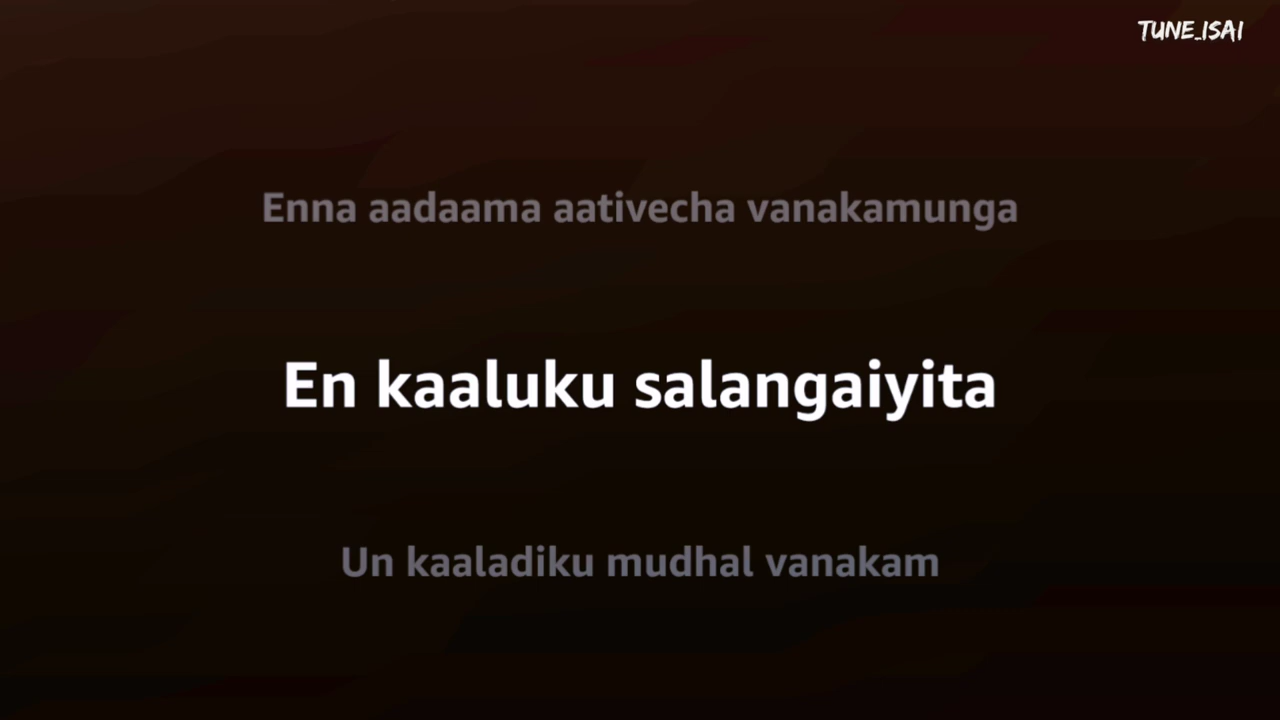 TUNE_ISAI
Enna aadaama aativecha vanakamunga
En kaaluku salangaiyita
Un kaaladiku mudhal vanakam